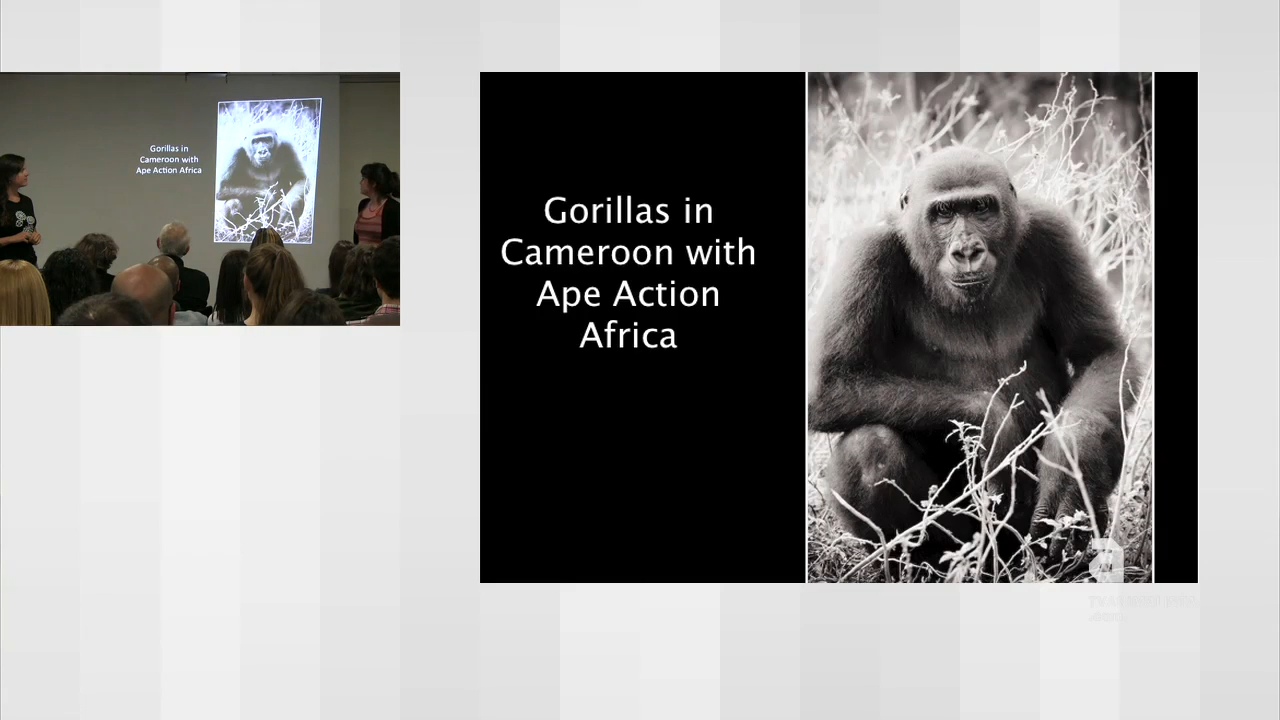 Gorillas in
Cameroon with
Ape Action Africa
Gorillas in
Cameroon with
Ape Action
Africa